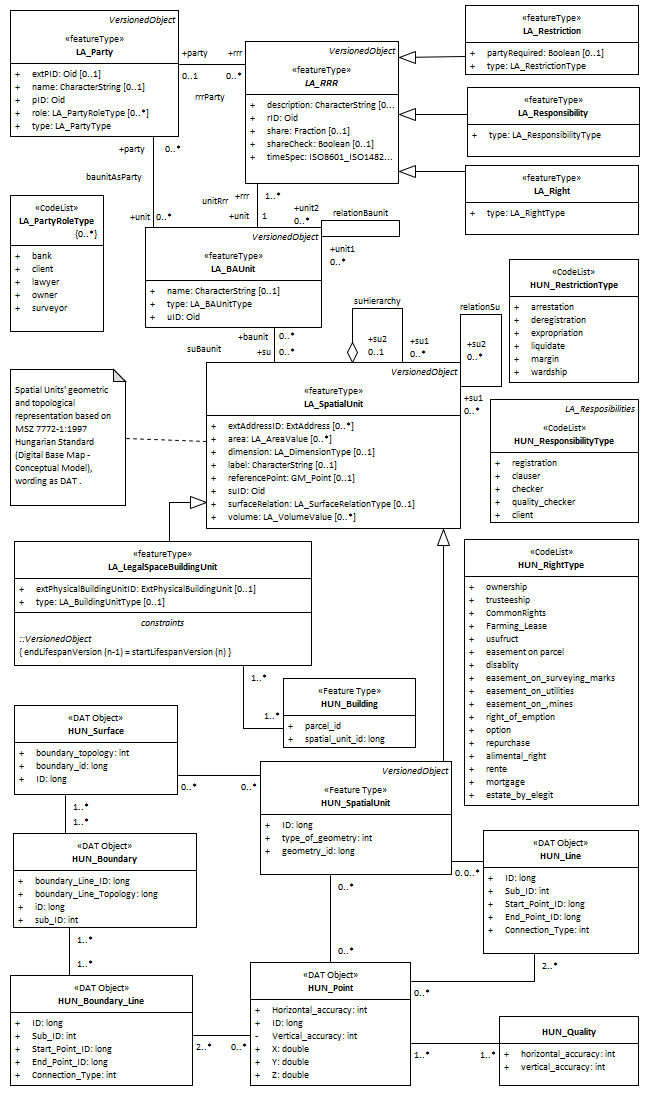 VersionedObject
«featureType»
LA_Party
+ extPID: Oid [0..1]
+ name: CharacterString [0..1]
+ pID: Oid
+ role: LA_PartyRoleType [0..*]
+ type: LA_PartyType
+party
+rrr
0..1
0..*
rrrParty
VersionedObject
«featureType»
LA_RRR
+ description: CharacterString [0...
+ rID: Oid
+ share: Fraction [0..1]
+ shareCheck: Boolean [0..1]
+ timeSpec: ISO8601_ISO1482...
«featureType»
LA_Restriction
+ partyRequired: Boolean [0..1]
+ type: LA_RestrictionType
«featureType»
LA_Responsibility
+ type: LA_ResponsibilityType
«featureType»
LA_Right
+ type: LA_RightType
+party
0..*
baunitAsParty
+unit
0..*
unitRrr
+rrr
1..*
+unit
1
+unit2
0..*
relationBaunit
+unit1
0..*
«CodeList»
LA_PartyRoleType
{0..*}
+ bank
+ client
+ lawyer
+ owner
+ surveyor
VersionedObject
«featureType»
LA_BAUnit
+ name: CharacterString [0..1]
+ type: LA_BAUnitType
+ uID: Oid
+baunit
0..*
suBaunit
+su
0..*
suHierarchy
+su2
0..1
+su1
0..*
relationSu
+su2
0..*
+su1
0..*
«CodeList»
HUN_RestrictionType
+ arrestation
+ deregistration
+ expropriation
+ liquidate
+ margin
+ wardship
Spatial Units' geometric
and topological
representation based on
MSZ 7772-1:1997
Hungarian Standard
(Digital Base Map -
Conceptual Model),
wording as DAT .
VersionedObject
«featureType»
LA_SpatialUnit
+ extAddressID: ExtAddress [0..*]
+ area: LA_AreaValue [0..*]
+ dimension: LA_DimensionType [0..1]
+ label: CharacterString [0..1]
+ referencePoint: GM_Point [0..1]
+ suID: Oid
+ surfaceRelation: LA_SurfaceRelationType [0..1]
+ volume: LA_VolumeValue [0..*]
LA_Resposibilities
«CodeList»
HUN_ResponsibilityType
+ registration
+ clauser
+ checker
+ quality_checker
+ client
«featureType»
LA_LegalSpaceBuildingUnit
+ extPhysicalBuildingUnitID: ExtPhysicalBuildingUnit [0..1]
+ type: LA_BuildingUnitType [0..1]
constraints
::VersionedObject
{ endLifespanVersion (n-1) = startLifespanVersion (n) }
«CodeList»
HUN_RightType
+ ownership
+ trusteeship
+ CommonRights
+ Farming_Lease
+ usufruct
+ easement on parcel
+ disablity
+ easement_on_surveying_marks
+ easement_on_utilities
+ easement_on_,mines
+ right_of_emption
+ option
+ repurchase
+ alimental_right
+ rente
+ mortgage
+ estate_by_elegit
1..*
1..*
«Feature Type»
HUN_Building
+ parcel_id
+ spatial_unit_id: long
«DAT Object»
HUN_Surface
+ boundary_topology: int
+ boundary_id: long
+ ID: long
0..*
0..*
1..*
1..*
VersionedObject
«Feature Type»
HUN_SpatialUnit
+ ID: long
+ type_of_geometry: int
+ geometry_id: long
«DAT Object»
HUN_Boundary
+ boundary_Line_ID: long
+ boundary_Line_Topology: long
+ iD: long
+ sub_ID: int
0..
0..*
0..*
0..*
«DAT Object»
HUN_Line
+ ID: long
+ Sub_ID: int
+ Start_Point_ID: long
+ End_Point_ID: long
+ Connection_Type: int
1..*
1..*
2..*
0..*
«DAT Object»
HUN_Boundary_Line
+ ID: long
+ Sub_ID: int
+ Start_Point_ID: long
+ End_Point_ID: long
+ Connection_Type: int
2..*
0..*
«DAT Object»
HUN_Point
+ Horizontal_accuracy: int
+ ID: long
- Vertical_accuracy: int
+ X: double
+ Y: double
+ Z: double
1..*
1..*
HUN_Quality
+ horizontal_accuracy: int
+ vertical_accuracy: int